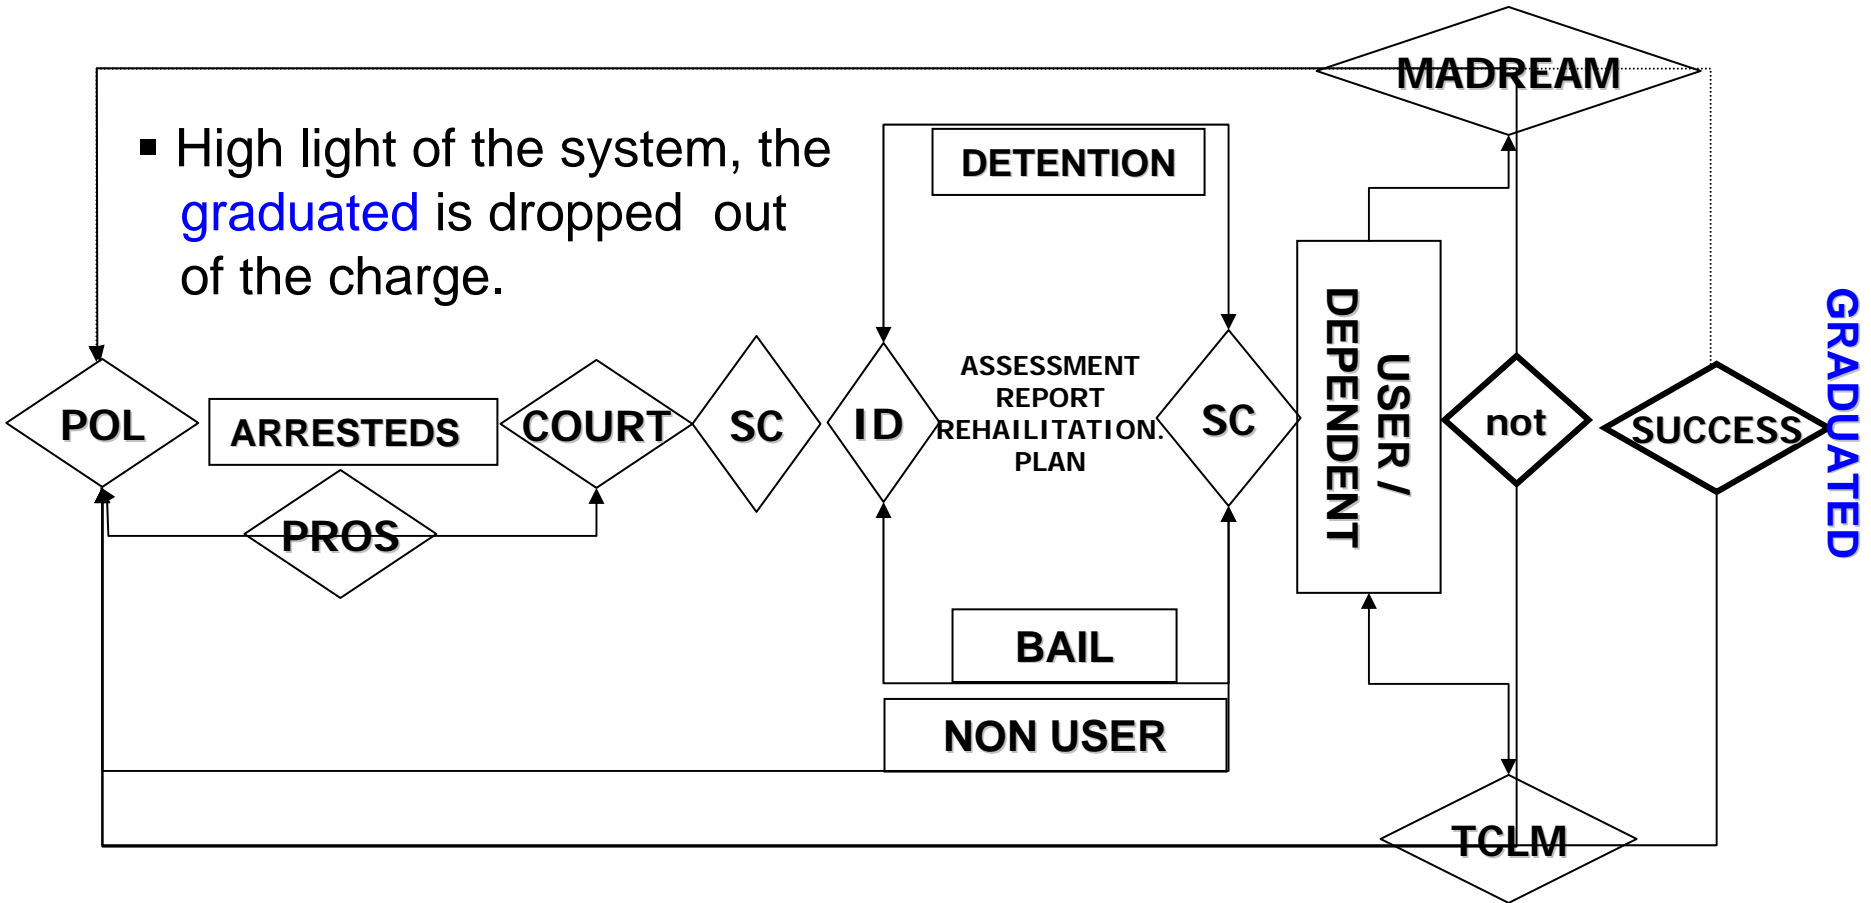 MADREAM
▪ High light of the system, the
graduated is dropped out
of the charge.
DETENTION
POL
ARRESTEDS
COURT
SC
ID
ASSESSMENT
REPORT
REHAILITATION.
PLAN
SC
USER /
DEPENDENT
not
SUCCESS
GRADUATED
PROS
BAIL
NON USER
TCLM